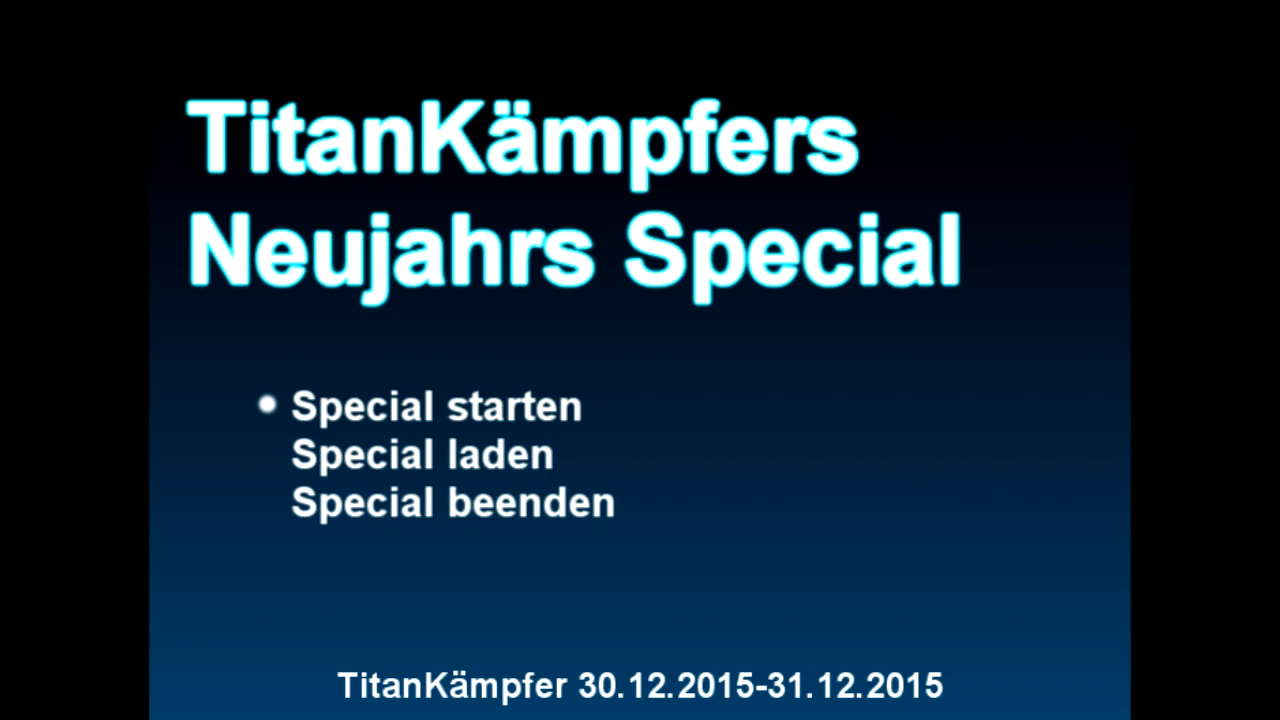 TitanKämpfers
Neujahrs Special
Special starten
Special laden
Special beenden
TitanKämpfer 30.12.2015-31.12.2015